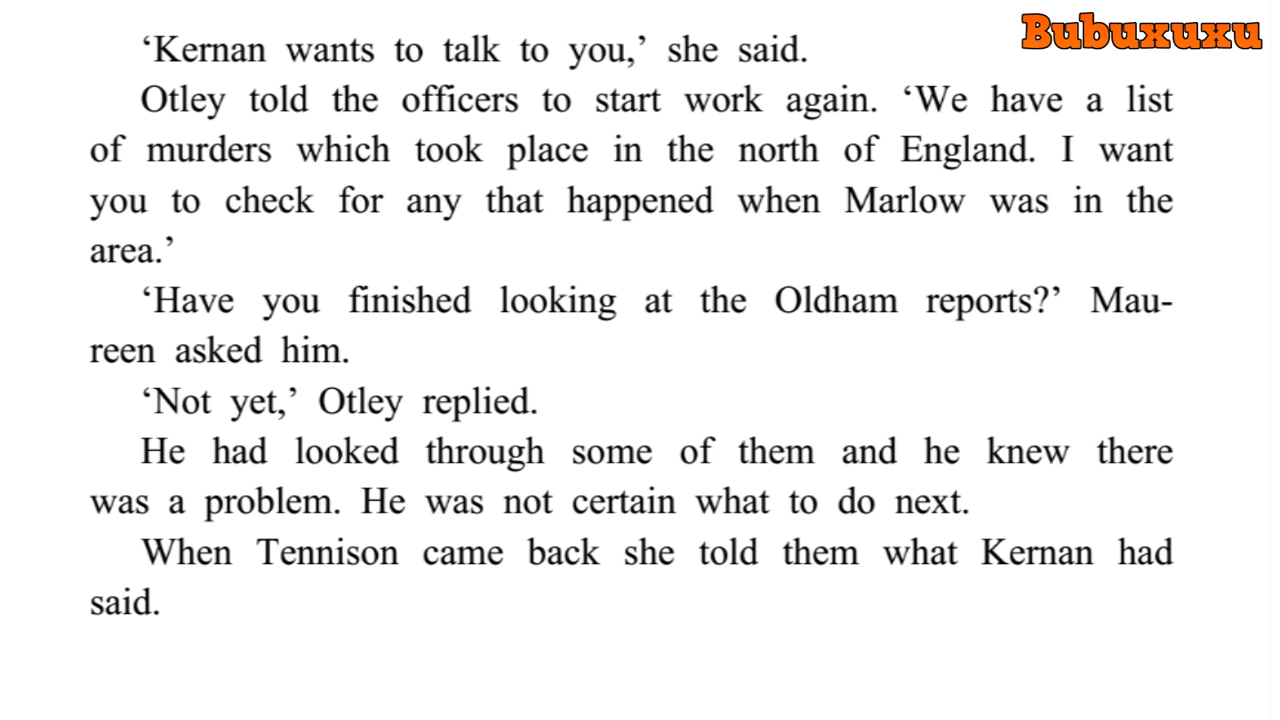 Bubuxuxu
‘Kernan wants to talk to you,’ she said.
Otley told the officers to start work again. ‘We have a list
of murders which took place in the north of England. I want
you to check for any that happened when Marlow was in the
area.’
‘Have you finished looking at the Oldham reports?’ Mau-
reen asked him.
‘Not yet,’ Otley replied.
He had looked through some of them and he knew there
was a problem. He was not certain what to do next.
When Tennison came back she told them what Kernan had
said.